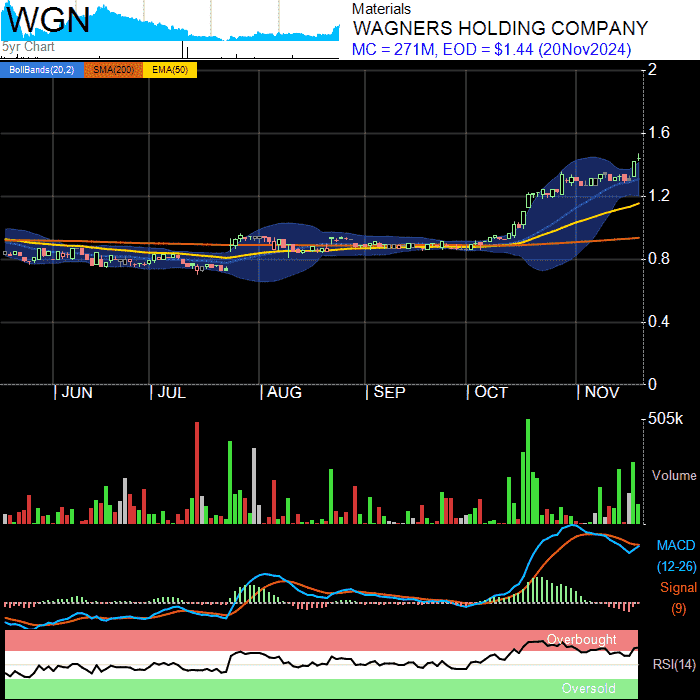 WGN
5yr Chart
Materials
WAGNERS HOLDING COMPANY
MC = 271M, EOD = $1.44 (20Nov2024)
BollBands(20,2) SMA(200) EMA(50)
2
1.6
1.2
0.8
0.4
0
JUN JUL AUG SEP OCT NOV
505k
Volume
MACD
(12-26)
Signal
(9)
Overbought
RSI(14)
Oversold